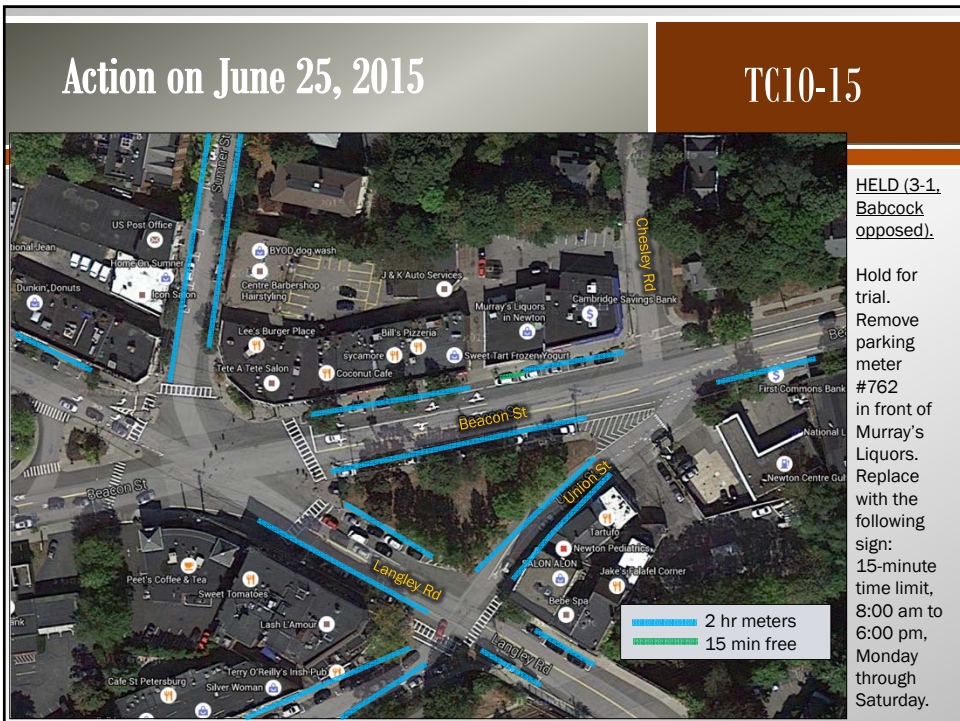 Action on June 25, 2015
TC10-15
Sumner St
US Post Office
tional Jean
Home On Sumner
Icon Salon
Dunkin' Donuts
BYOD dog wash
Centre Barbershop
Hairstyling
J & K Auto Services
Chesley Rd
Murray's Liquors
in Newton
Cambridge Savings Bank
Lee's Burger Place
Bill's Pizzeria
sycamore
Sweet Tart Frozen Yogurt
Tete A Tete Salon
Coconut Cafe
Bea
First Commons Bank
Beacon St
National L
Newton Centre Gul
Beacon St
Union St
Tartufo
Newton Pediatrics
SALON ALON
Jake's Falafel Corner
Bebe Spa
Peet's Coffee & Tea
Sweet Tomatoes
Langley Rd
Lash L'Amour
ank
Langley Rd
Terry O'Reilly's Irish Pub
Cafe St Petersburg
Silver Woman
2 hr meters
15 min free
HELD (3-1,
Babcock
opposed).
Hold for
trial.
Remove
parking
meter
#762
in front of
Murray's
Liquors.
Replace
with the
following
sign:
15-minute
time limit,
8:00 am to
6:00 pm,
Monday
through
Saturday.